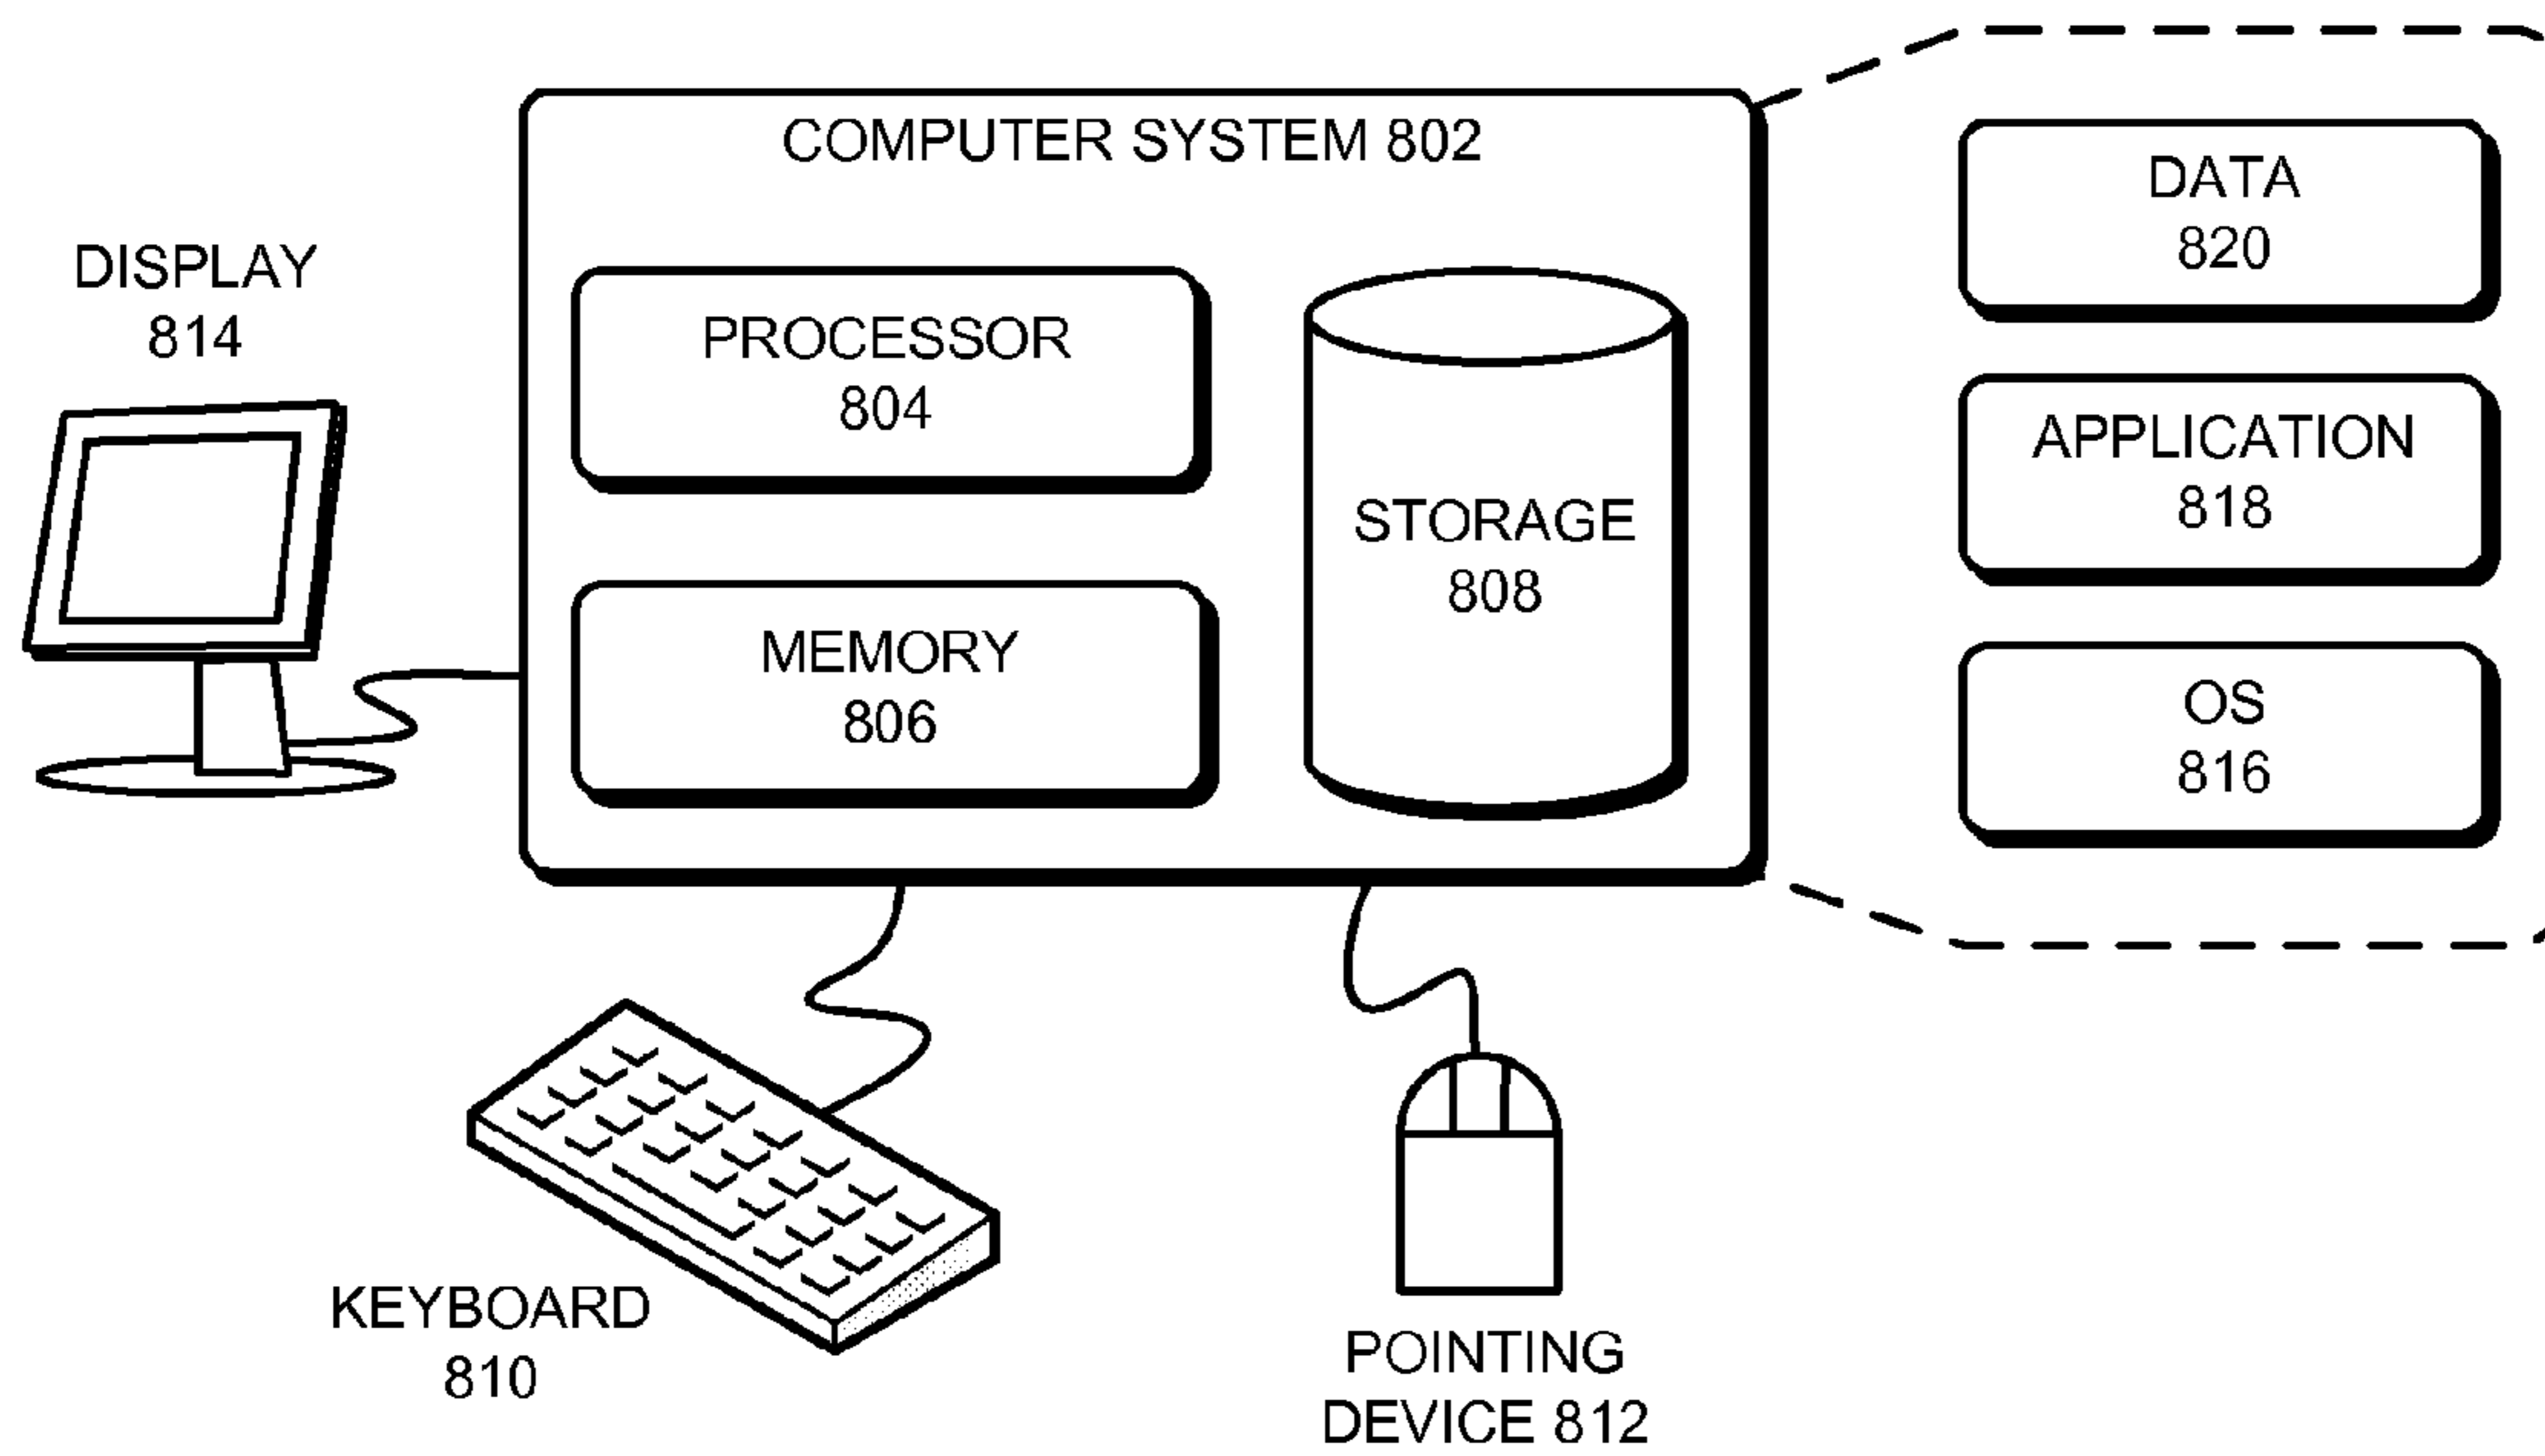 COMPUTER SYSTEM 802
DISPLAY
814
PROCESSOR
804
MEMORY
806
STORAGE
808
DATA
820
APPLICATION
818
OS
816
KEYBOARD
810
POINTING
DEVICE 812